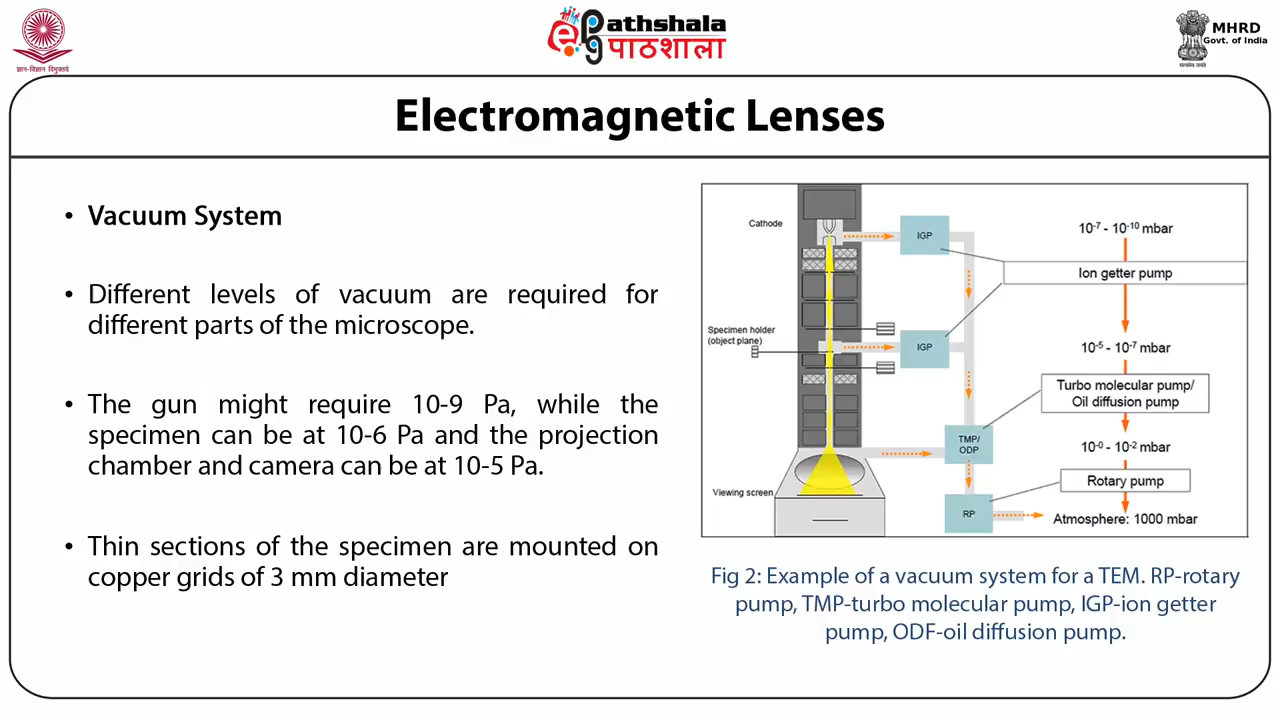 ज्ञान-विज्ञान विमुक्तये
ePathshala
पाठशाला
MHRD
Govt. of India
सत्यमेव जयते
Electromagnetic Lenses
• Vacuum System
• Different levels of vacuum are required for
different parts of the microscope.
• The gun might require 10-9 Pa, while the
specimen can be at 10-6 Pa and the projection
chamber and camera can be at 10-5 Pa.
• Thin sections of the specimen are mounted on
copper grids of 3 mm diameter
Cathode
IGP
10⁻⁷ - 10⁻¹⁰ mbar
Ion getter pump
Specimen holder
(object plane)
IGP
10⁻⁵ - 10⁻⁷ mbar
Turbo molecular pump/
Oil diffusion pump
TMP/
ODP
10⁻⁰ - 10⁻² mbar
Rotary pump
Viewing screen
RP
Atmosphere: 1000 mbar
Fig 2: Example of a vacuum system for a TEM. RP-rotary
pump, TMP-turbo molecular pump, IGP-ion getter
pump, ODF-oil diffusion pump.